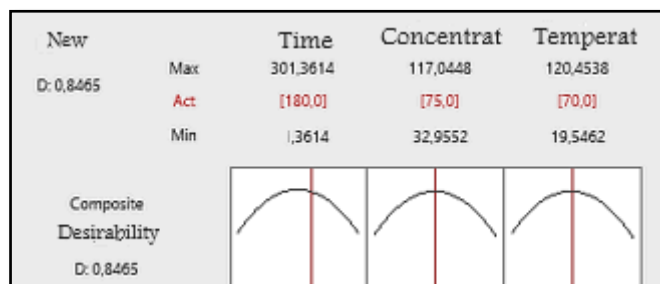 New Time Concentrat Temperat
Max 301,3614 117,0448 120,4538
D: 0,8465
Act [180,0] [75,0] [70,0]
Min ,3614 32,9552 19,5462
Composite
Desirability
D: 0,8465